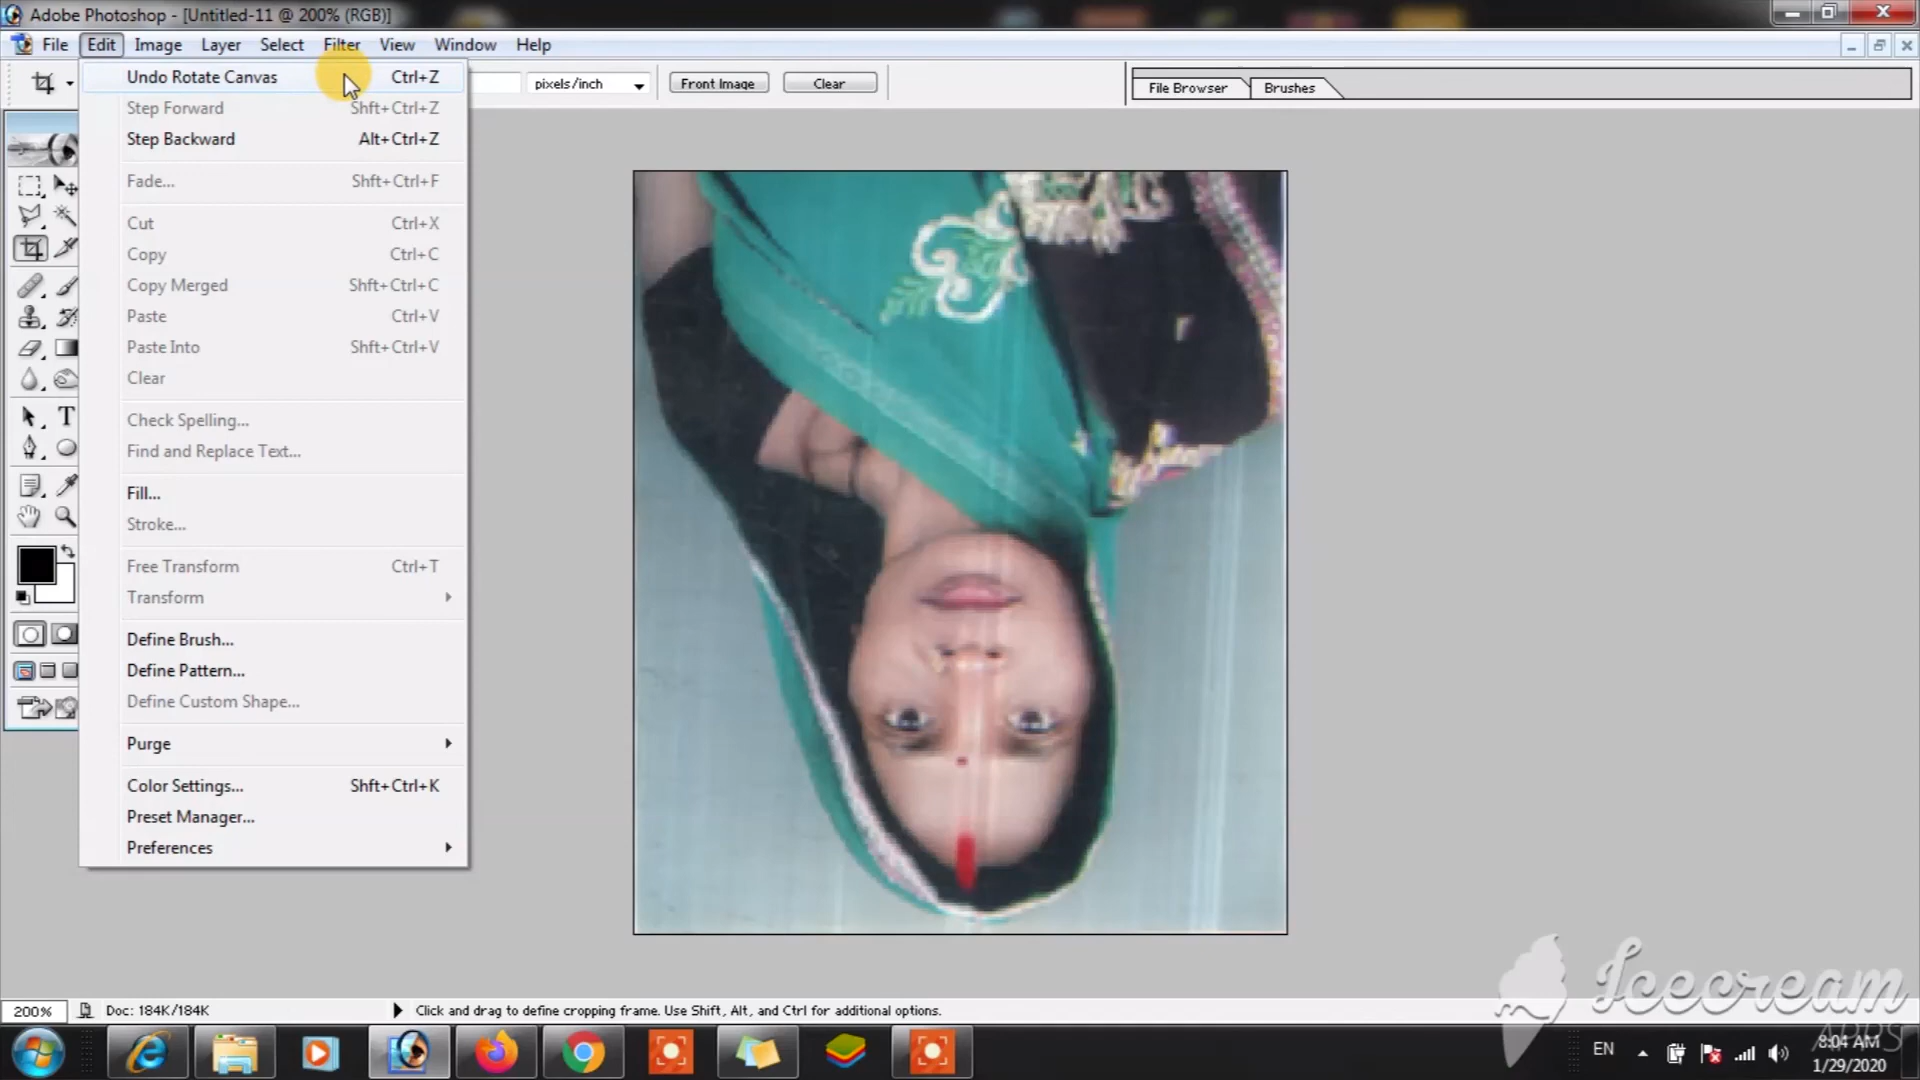 Adobe Photoshop - [Untitled-11 @ 200% (RGB)]
File Edit Image Layer Select Filter View Window Help
pixels/inch Front Image Clear File Browser Brushes
Undo Rotate Canvas Ctrl+Z
Step Forward Shft+Ctrl+Z
Step Backward Alt+Ctrl+Z
Fade... Shft+Ctrl+F
Cut Ctrl+X
Copy Ctrl+C
Copy Merged Shft+Ctrl+C
Paste Ctrl+V
Paste Into Shft+Ctrl+V
Clear
Check Spelling...
Find and Replace Text...
Fill...
Stroke...
Free Transform Ctrl+T
Transform
Define Brush...
Define Pattern...
Define Custom Shape...
Purge
Color Settings... Shft+Ctrl+K
Preset Manager...
Preferences
200% Doc: 184K/184K Click and drag to define cropping frame. Use Shift, Alt, and Ctrl for additional options.
Icecream
APPS
EN 8:04 AM
1/29/2020